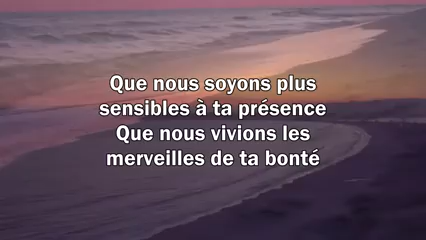 Que nous soyons plus
sensibles à ta présence
Que nous vivions les
merveilles de ta bonté